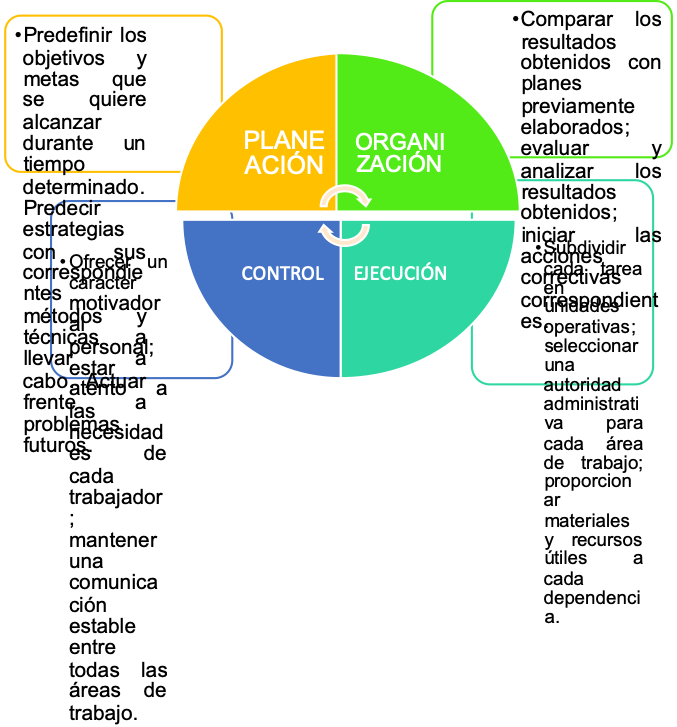 •Predefinir los
objetivos y
metas que
se quiere
alcanzar
durante un
tiempo
determinado.
Predecir
estrategias
con sus
correspondie
ntes
métodos y
técnicas a
llevar a
cabo. Actuar
frente a
problemas
futuros.
•Comparar los
resultados
obtenidos con
planes
previamente
elaborados;
evaluar y
analizar los
resultados
obtenidos;
iniciar las
acciones
correctivas
correspondient
es.
PLANE
ACIÓN
ORGANI
ZACIÓN
CONTROL
EJECUCIÓN
•Ofrecer un
carácter
motivador
al
personal;
estar
atento a
las
necesidad
es de
cada
trabajador
;
mantener
una
comunica
ción
estable
entre
todas las
áreas de
trabajo.
•Subdividir
cada tarea
en
unidades
operativas;
seleccionar
una
autoridad
administrati
va para
cada área
de trabajo;
proporcion
ar
materiales
y recursos
útiles a
cada
dependenci
a.